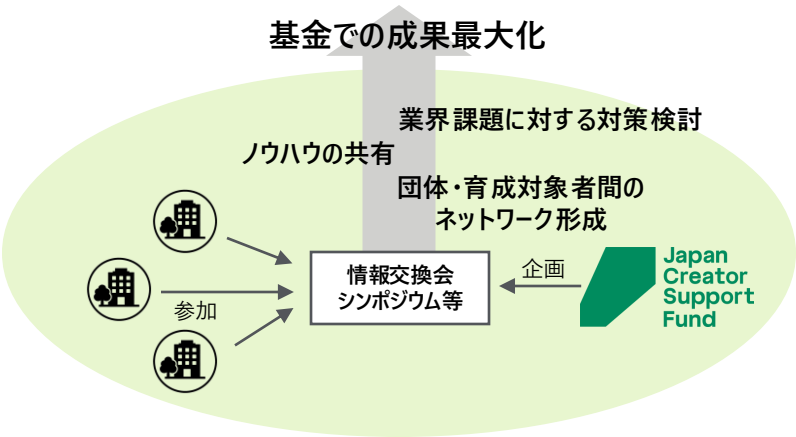 基金での成果最大化
業界課題に対する対策検討
ノウハウの共有
団体・育成対象者間の
ネットワーク形成
情報交換会
シンポジウム等
企画
参加
Japan
Creator
Support
Fund